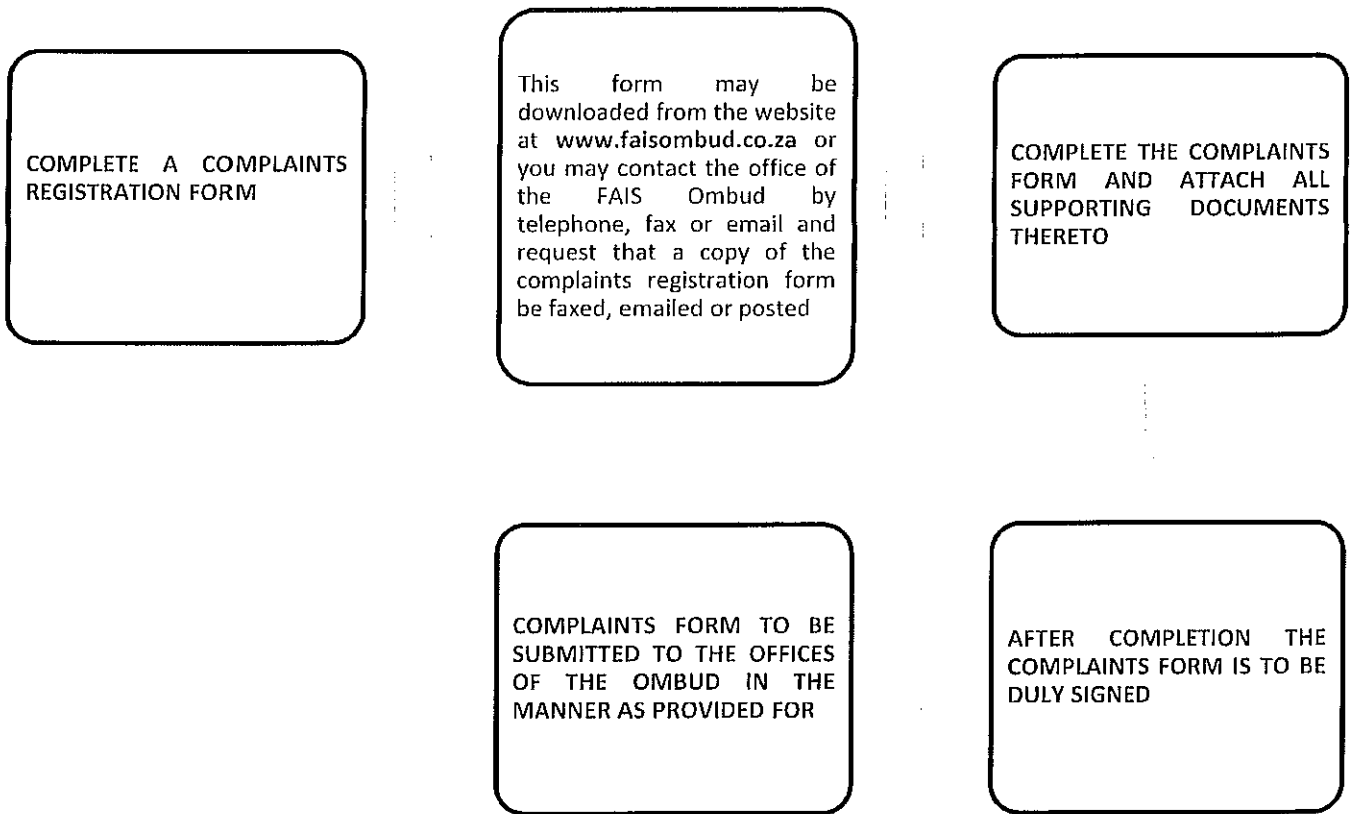 COMPLETE A COMPLAINTS
REGISTRATION FORM
This form may be
downloaded from the website
at www.faisombud.co.za or
you may contact the office of
the FAIS Ombud by
telephone, fax or email and
request that a copy of the
complaints registration form
be faxed, emailed or posted
COMPLETE THE COMPLAINTS
FORM AND ATTACH ALL
SUPPORTING DOCUMENTS
THERETO
AFTER COMPLETION THE
COMPLAINTS FORM IS TO BE
DULY SIGNED
COMPLAINTS FORM TO BE
SUBMITTED TO THE OFFICES
OF THE OMBUD IN THE
MANNER AS PROVIDED FOR